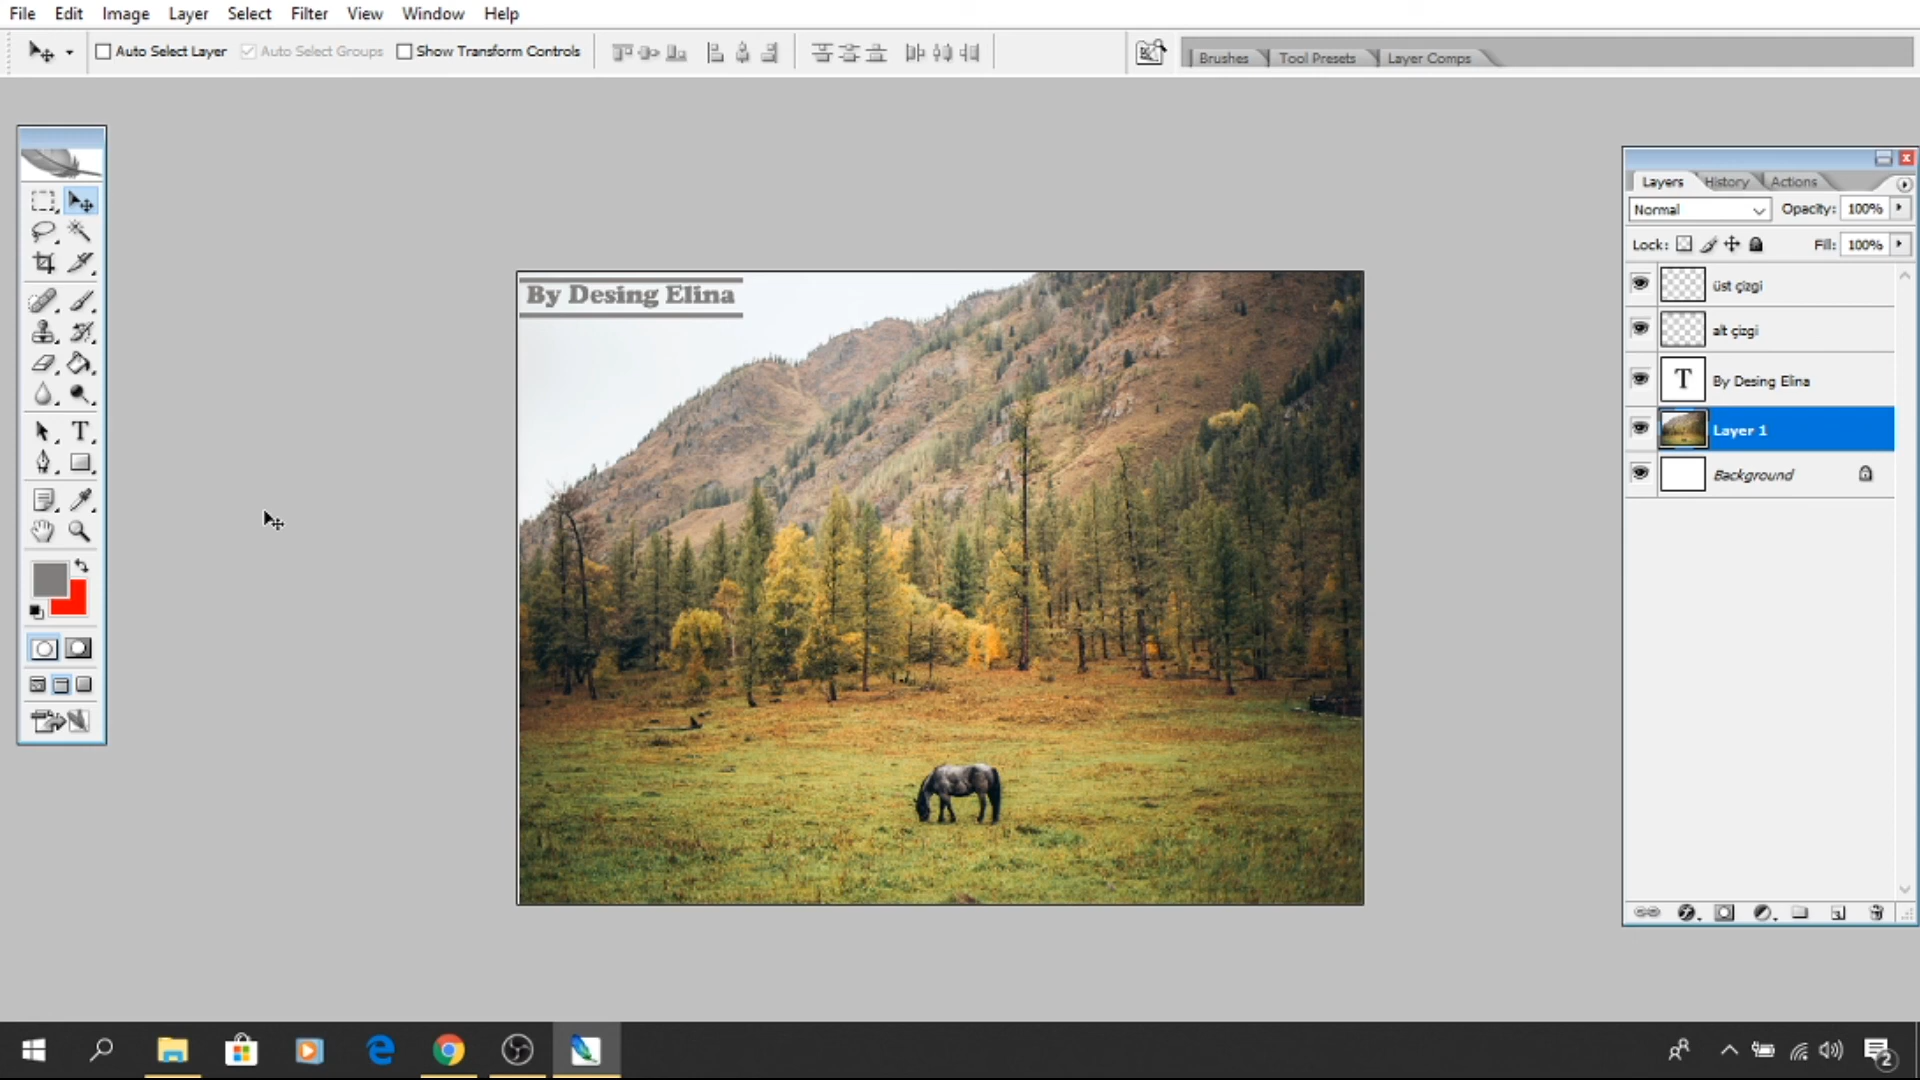 File Edit Image Layer Select Filter View Window Help
Auto Select Layer Auto Select Groups Show Transform Controls Brushes Tool Presets Layer Comps
Layers History Actions
Normal Opacity: 100%
Lock: Fill: 100%
üst çizgi
alt çizgi
T By Desing Elina
Layer 1
Background
By Desing Elina
T
2